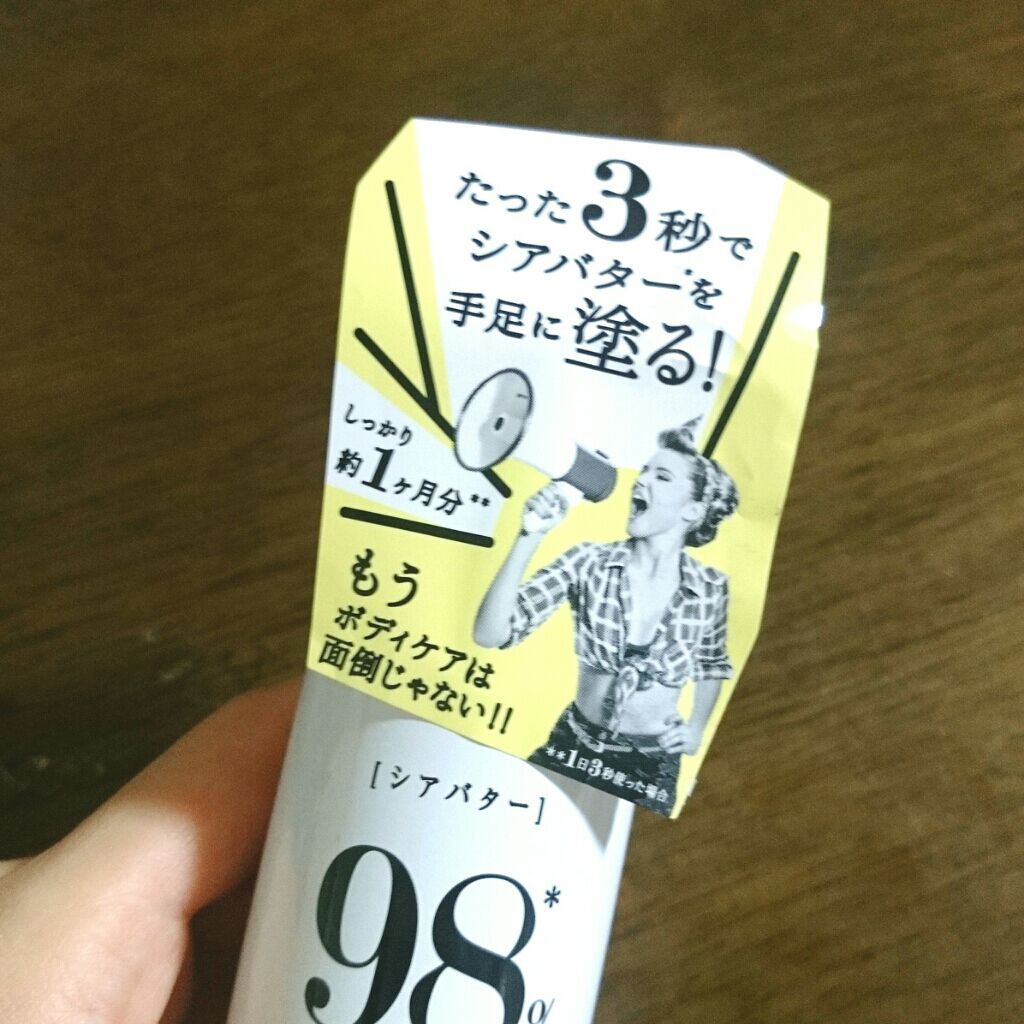 たった3秒で
シアバター*を
手足に塗る!
しっかり
約1ヶ月分**
もう
ボディケアは
面倒じゃない!!
**1日3秒使った場合
[シアバター]
98%*